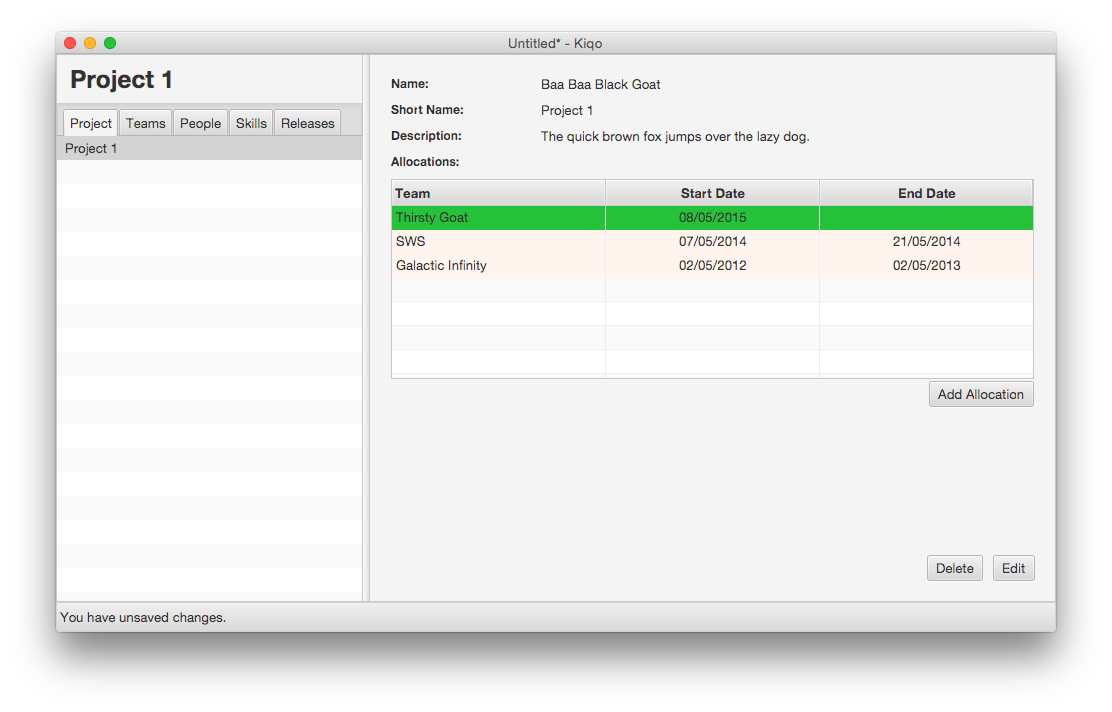 Untitled* - Kiqo
Project 1
Project Teams People Skills Releases
Project 1
Name: Baa Baa Black Goat
Short Name: Project 1
Description: The quick brown fox jumps over the lazy dog.
Allocations:
Team Start Date End Date
Thirsty Goat 08/05/2015
SWS 07/05/2014 21/05/2014
Galactic Infinity 02/05/2012 02/05/2013
Add Allocation
Delete Edit
You have unsaved changes.